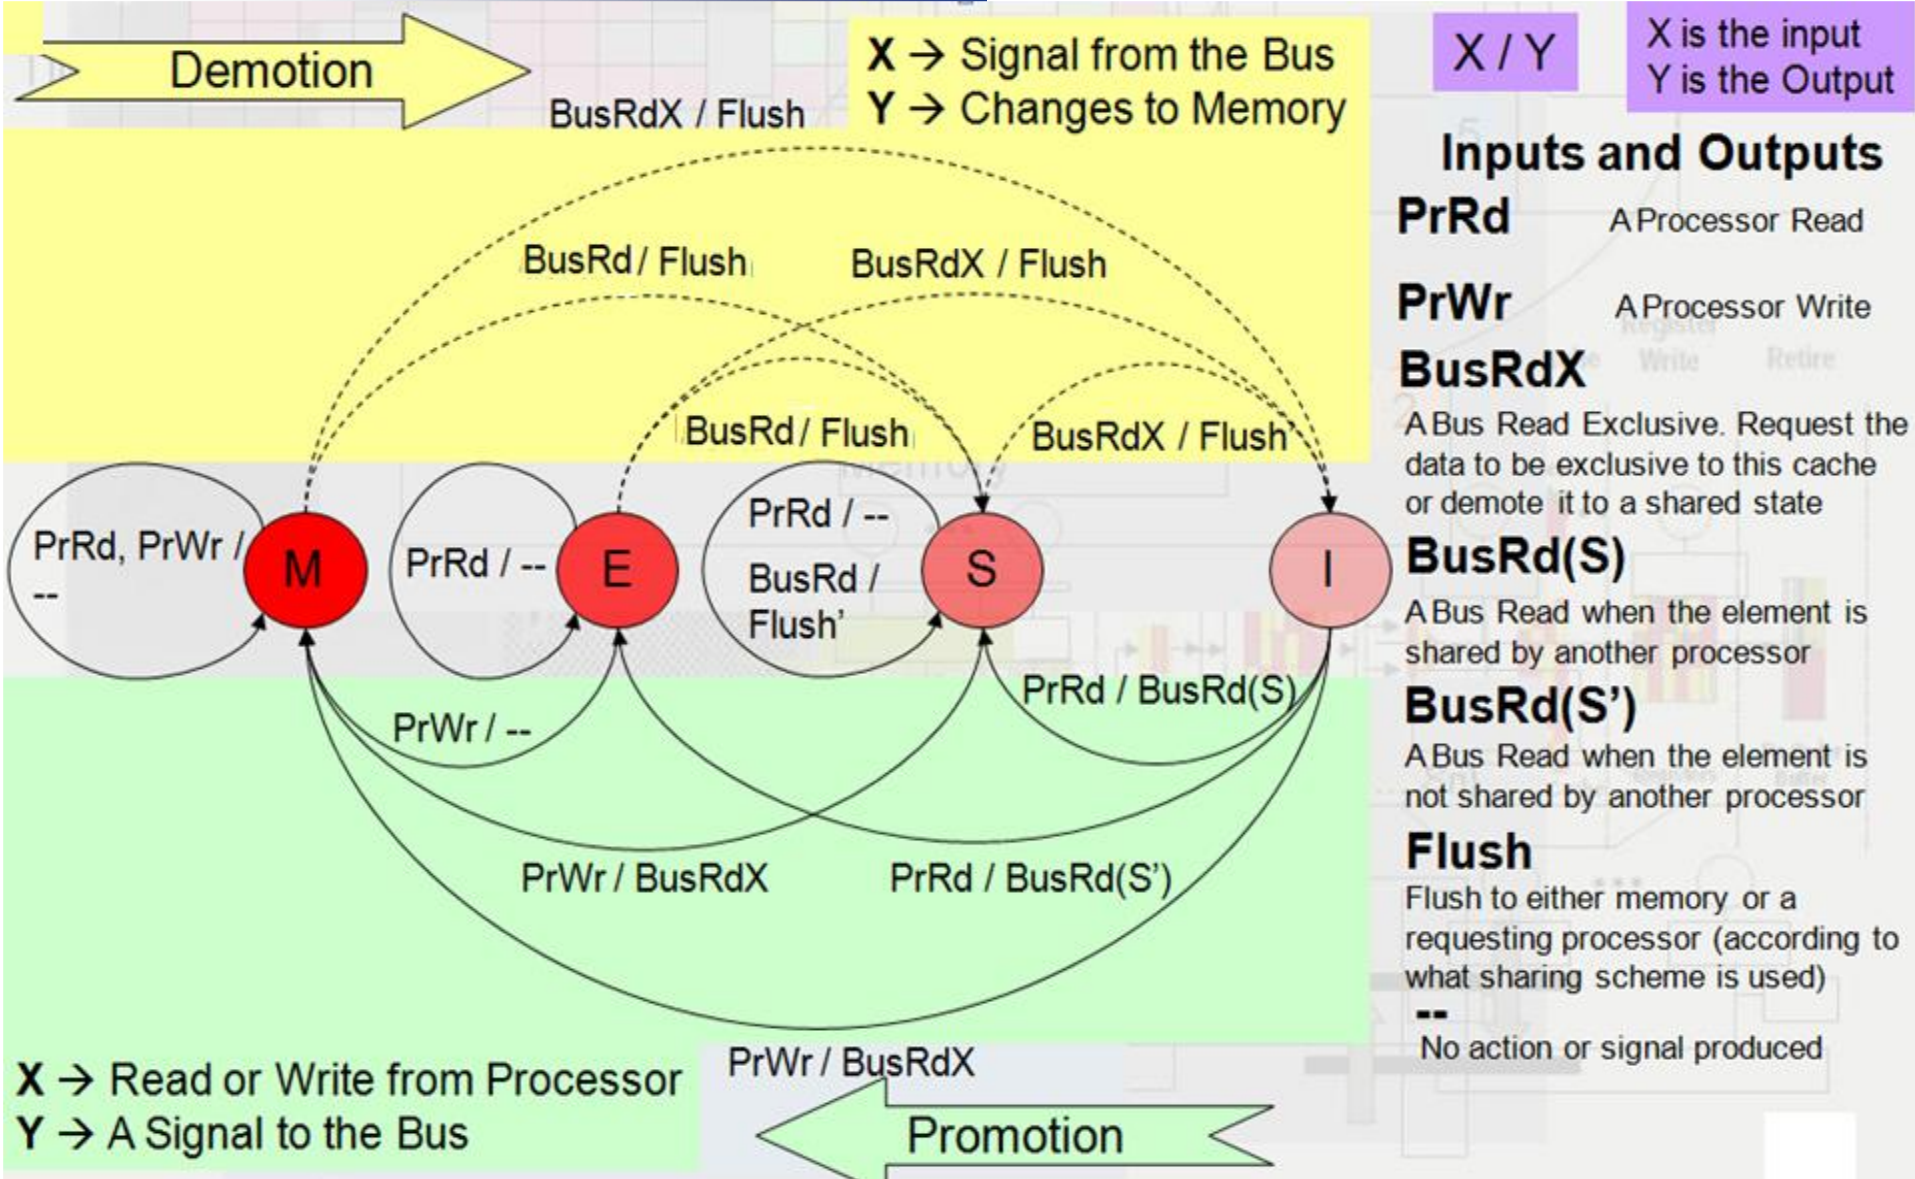 Demotion
X → Signal from the Bus
Y → Changes to Memory
X / Y
X is the input
Y is the Output
BusRdX / Flush
BusRd / Flush
BusRdX / Flush
BusRd / Flush
BusRdX / Flush
PrRd, PrWr /
--
M
PrRd / --
E
PrRd / --
BusRd /
Flush’
S
I
PrRd / BusRd(S)
PrWr / --
PrWr / BusRdX
PrRd / BusRd(S’)
PrWr / BusRdX
X → Read or Write from Processor
Y → A Signal to the Bus
Promotion
Inputs and Outputs
PrRd A Processor Read
PrWr A Processor Write
BusRdX
A Bus Read Exclusive. Request the
data to be exclusive to this cache
or demote it to a shared state
BusRd(S)
A Bus Read when the element is
shared by another processor
BusRd(S’)
A Bus Read when the element is
not shared by another processor
Flush
Flush to either memory or a
requesting processor (according to
what sharing scheme is used)
--
No action or signal produced
Register
Write
Retire
Memory